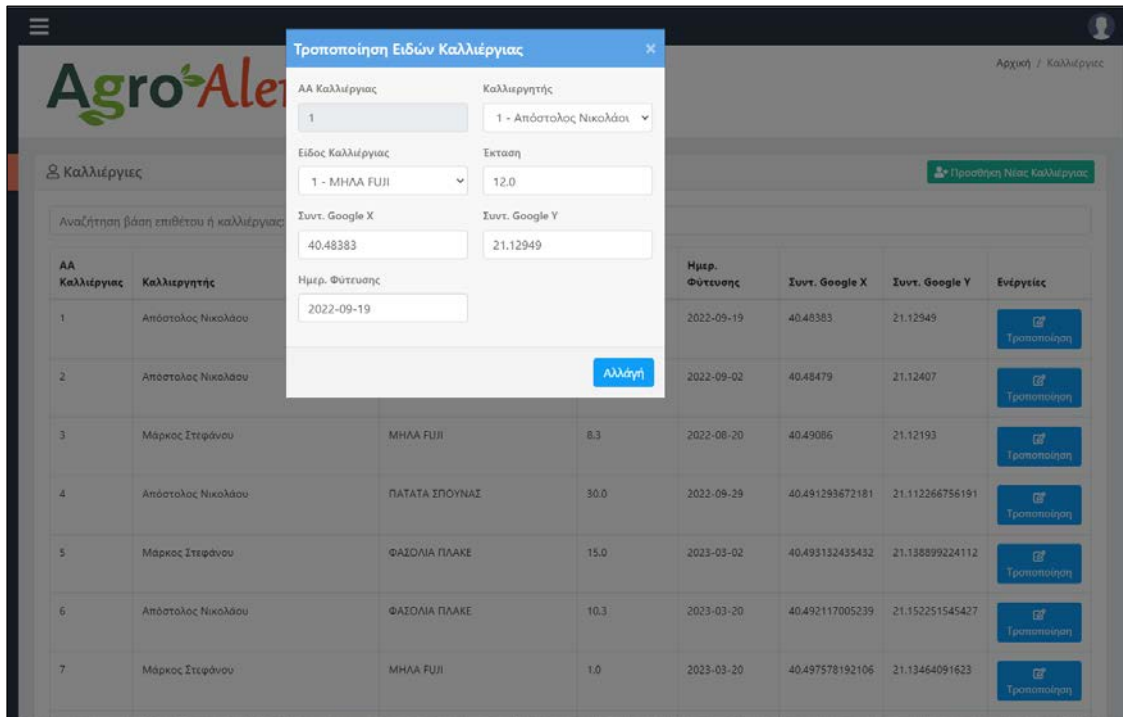 Τροποποίηση Ειδών Καλλιέργιας ×
Agro Aler
Αρχική / Καλλιέργιες
ΑΑ Καλλιέργιας Καλλιεργητής
1 1 - Απόστολος Νικολάου
Είδος Καλλιέργιας Έκταση
1 - ΜΗΛΑ FUJI 12.0
Συντ. Google X Συντ. Google Y
40.48383 21.12949
Ημερ. Φύτευσης
2022-09-19
Αλλάγή
Καλλιέργιες
Προσθήκη Νέας Καλλιέργιας
Αναζήτηση βάση επιθέτου ή καλλιέργιας
ΑΑ Καλλιέργιας Καλλιεργητής Ημερ. Φύτευσης Συντ. Google X Συντ. Google Y Ενέργείες
1 Απόστολος Νικολάου 2022-09-19 40.48383 21.12949 Τροποποίηση
2 Απόστολος Νικολάου 2022-09-02 40.48479 21.12407 Τροποποίηση
3 Μάρκος Στεφάνου ΜΗΛΑ FUJI 8.3 2022-08-20 40.49086 21.12193 Τροποποίηση
4 Απόστολος Νικολάου ΠΑΤΑΤΑ ΣΠΟΥΝΑΣ 30.0 2022-09-29 40.491293672181 21.112266756191 Τροποποίηση
5 Μάρκος Στεφάνου ΦΑΣΟΛΙΑ ΠΛΑΚΕ 15.0 2023-03-02 40.493132435432 21.138899224112 Τροποποίηση
6 Απόστολος Νικολάου ΦΑΣΟΛΙΑ ΠΛΑΚΕ 10.3 2023-03-20 40.492117005239 21.152251545427 Τροποποίηση
7 Μάρκος Στεφάνου ΜΗΛΑ FUJI 1.0 2023-03-20 40.497578192106 21.13464091623 Τροποποίηση